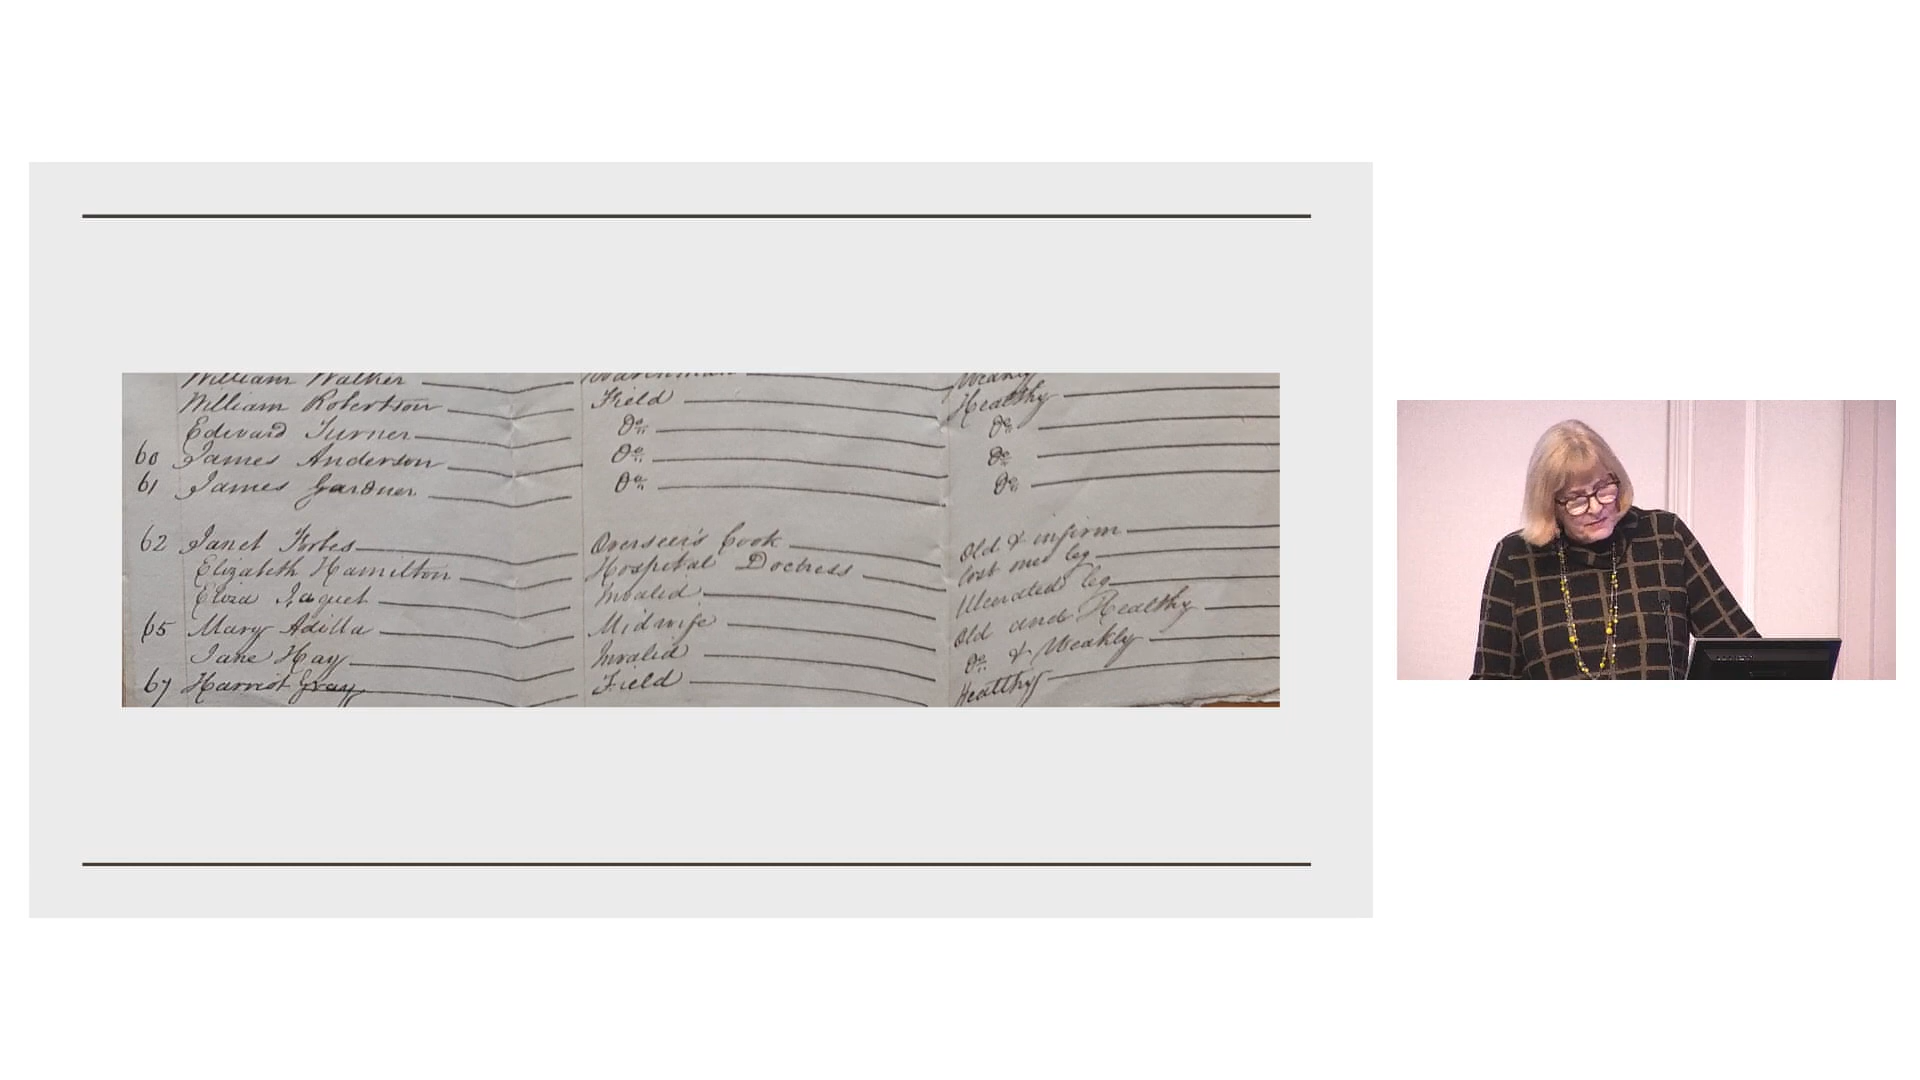 William Walker Watchman Weakly
William Robertson Field Healthy
Edward Turner Do. Do.
60 James Anderson Do. Do.
61 James Gardner Do. Do.
62 Janet Forbes Overseer's Cook Old & infirm
Elizabeth Hamilton Hospital Doctress lost one leg
Eliza Jaquet Invalid Ulcerated leg
65 Mary Adilla Midwife Old and Healthy
Jane Hay Invalid Do. & Weakly
67 Harriot Gray Field Healthy